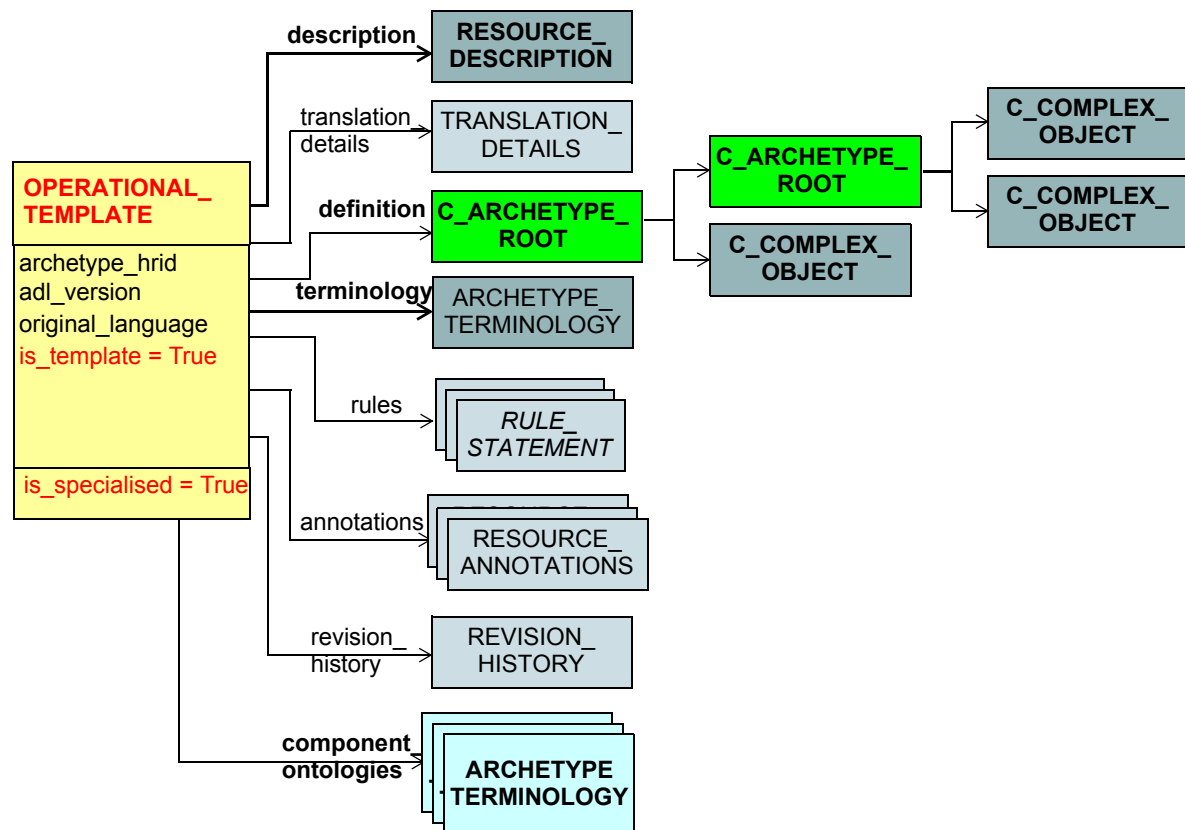 description
RESOURCE_
DESCRIPTION
translation_
details
TRANSLATION_
DETAILS
C_COMPLEX_
OBJECT
C_ARCHETYPE_
ROOT
C_COMPLEX_
OBJECT
OPERATIONAL_
TEMPLATE
definition
C_ARCHETYPE_
ROOT
C_COMPLEX_
OBJECT
archetype_hrid
adl_version
original_language
is_template = True
terminology
ARCHETYPE_
TERMINOLOGY
rules
RULE_
STATEMENT
is_specialised = True
annotations
RESOURCE_
ANNOTATIONS
revision_
history
REVISION_
HISTORY
component_
ontologies
ARCHETYPE
TERMINOLOGY